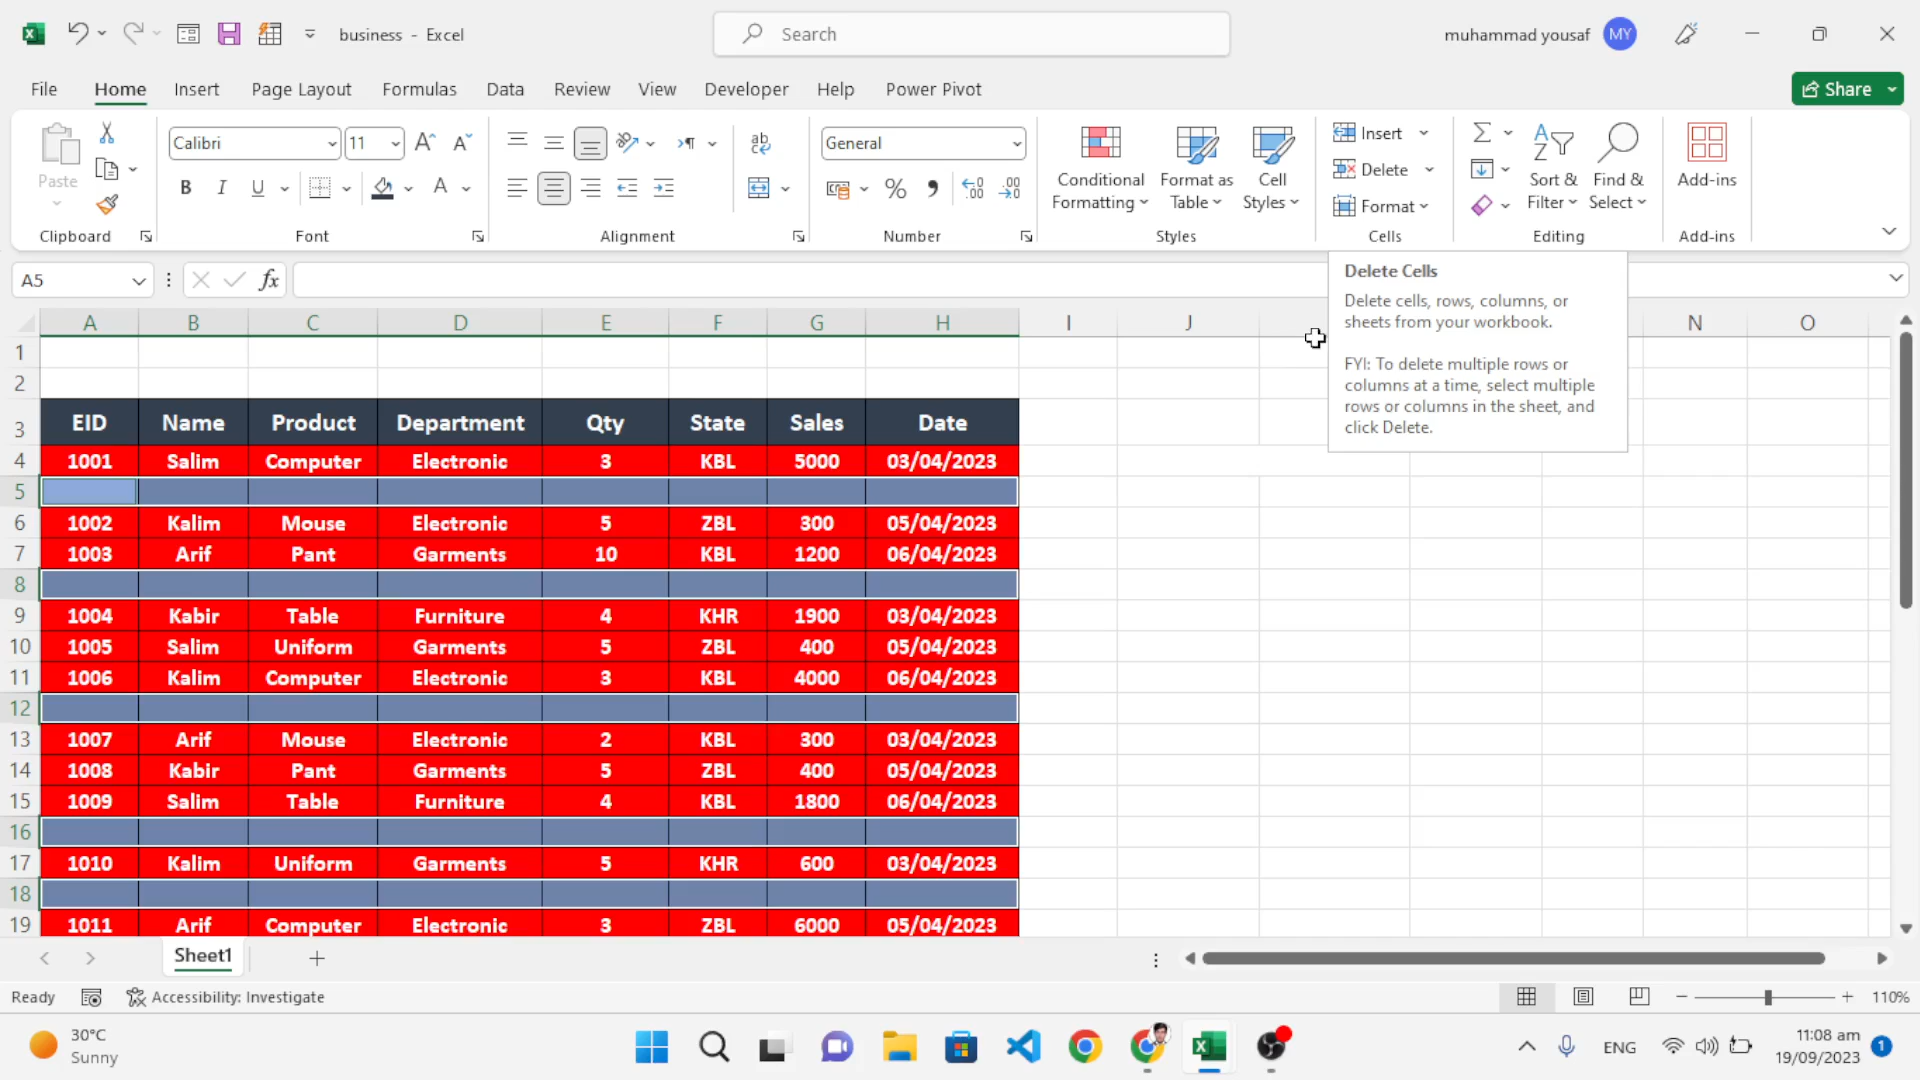 business - Excel
Search
muhammad yousaf
MY
File Home Insert Page Layout Formulas Data Review View Developer Help Power Pivot
Share
Paste
Clipboard
Calibri 11
B I U A
Font
Alignment
General
Number
Conditional Formatting
Format as Table
Cell Styles
Styles
Insert
Delete
Format
Cells
Sort & Filter
Find & Select
Editing
Add-ins
Add-ins
A5 fx
Delete Cells
Delete cells, rows, columns, or
sheets from your workbook.
FYI: To delete multiple rows or
columns at a time, select multiple
rows or columns in the sheet, and
click Delete.
A B C D E F G H I J N O
1
2
3 EID Name Product Department Qty State Sales Date
4 1001 Salim Computer Electronic 3 KBL 5000 03/04/2023
5
6 1002 Kalim Mouse Electronic 5 ZBL 300 05/04/2023
7 1003 Arif Pant Garments 10 KBL 1200 06/04/2023
8
9 1004 Kabir Table Furniture 4 KHR 1900 03/04/2023
10 1005 Salim Uniform Garments 5 ZBL 400 05/04/2023
11 1006 Kalim Computer Electronic 3 KBL 4000 06/04/2023
12
13 1007 Arif Mouse Electronic 2 KBL 300 03/04/2023
14 1008 Kabir Pant Garments 5 ZBL 400 05/04/2023
15 1009 Salim Table Furniture 4 KBL 1800 06/04/2023
16
17 1010 Kalim Uniform Garments 5 KHR 600 03/04/2023
18
19 1011 Arif Computer Electronic 3 ZBL 6000 05/04/2023
Sheet1
Ready
Accessibility: Investigate
110%
30°C
Sunny
ENG
11:08 am
19/09/2023
1